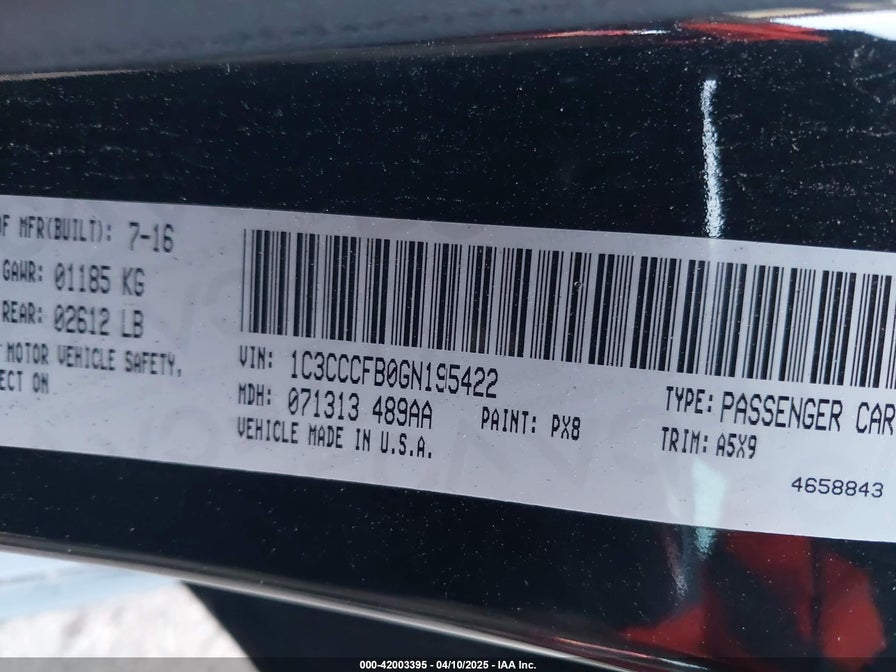 OF MFR(BUILT): 7-16
GAWR: 01185 KG
REAR: 02612 LB
MOTOR VEHICLE SAFETY,
ECT ON
VIN: 1C3CCCFB0GN195422
MDH: 071313 489AA
PAINT: PX8
VEHICLE MADE IN U.S.A.
TYPE: PASSENGER CAR
TRIM: A5X9
4658843
000-42003395 - 04/10/2025 - IAA Inc.